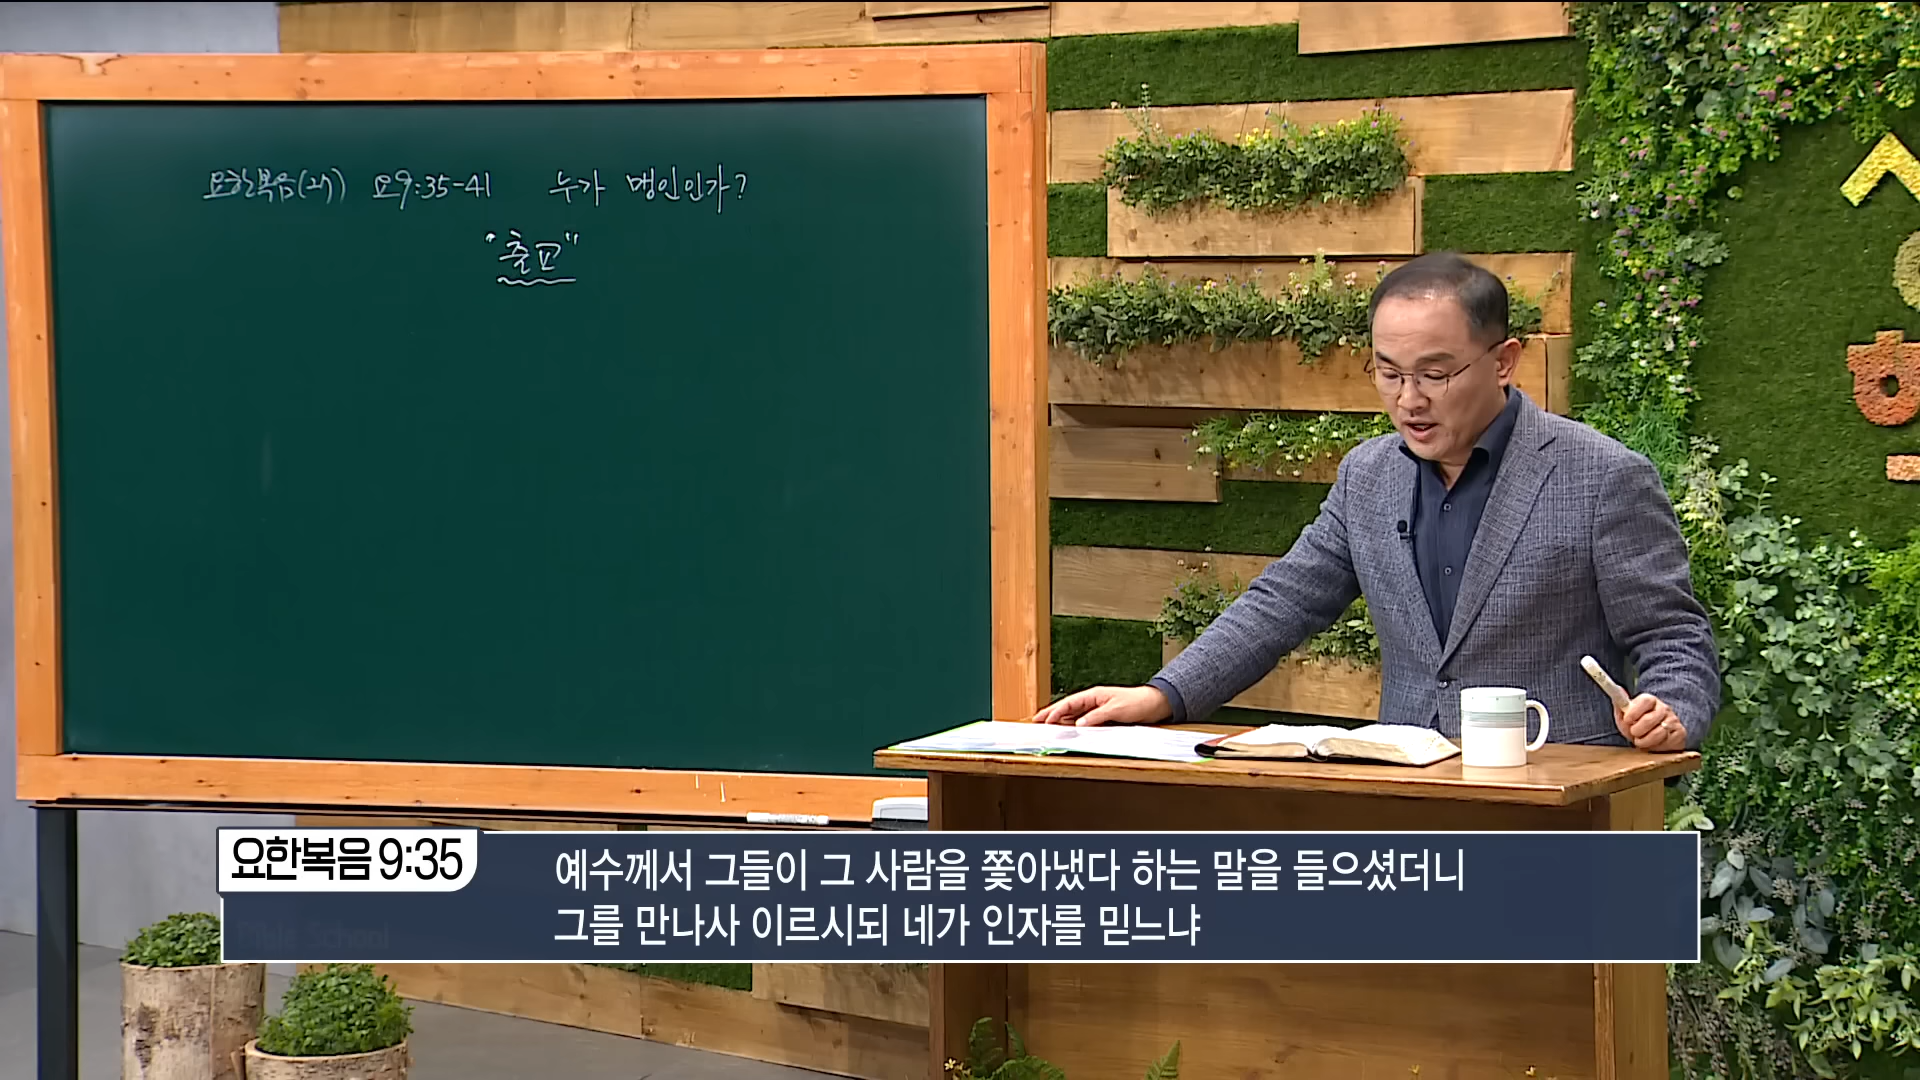 요한복음(27) 요9:35-41 누가 맹인인가?
"출교"
요한복음 9:35
예수께서 그들이 그 사람을 쫓아냈다 하는 말을 들으셨더니
그를 만나사 이르시되 네가 인자를 믿느냐
Bible School